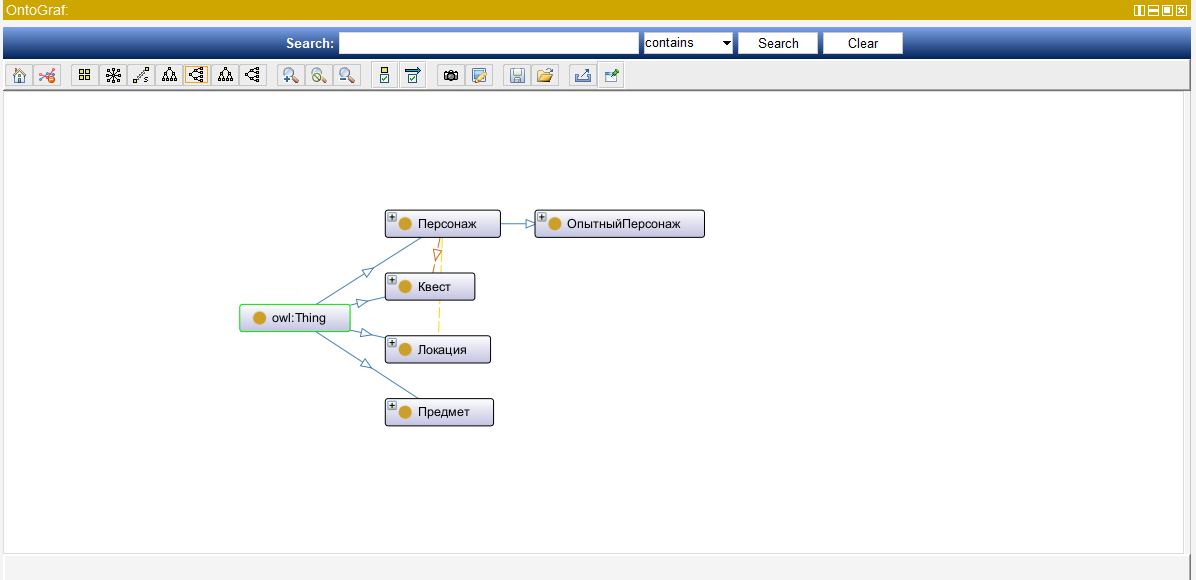 OntoGraf:
Search: contains Search Clear
Персонаж ОпытныйПерсонаж
Квест
owl:Thing
Локация
Предмет